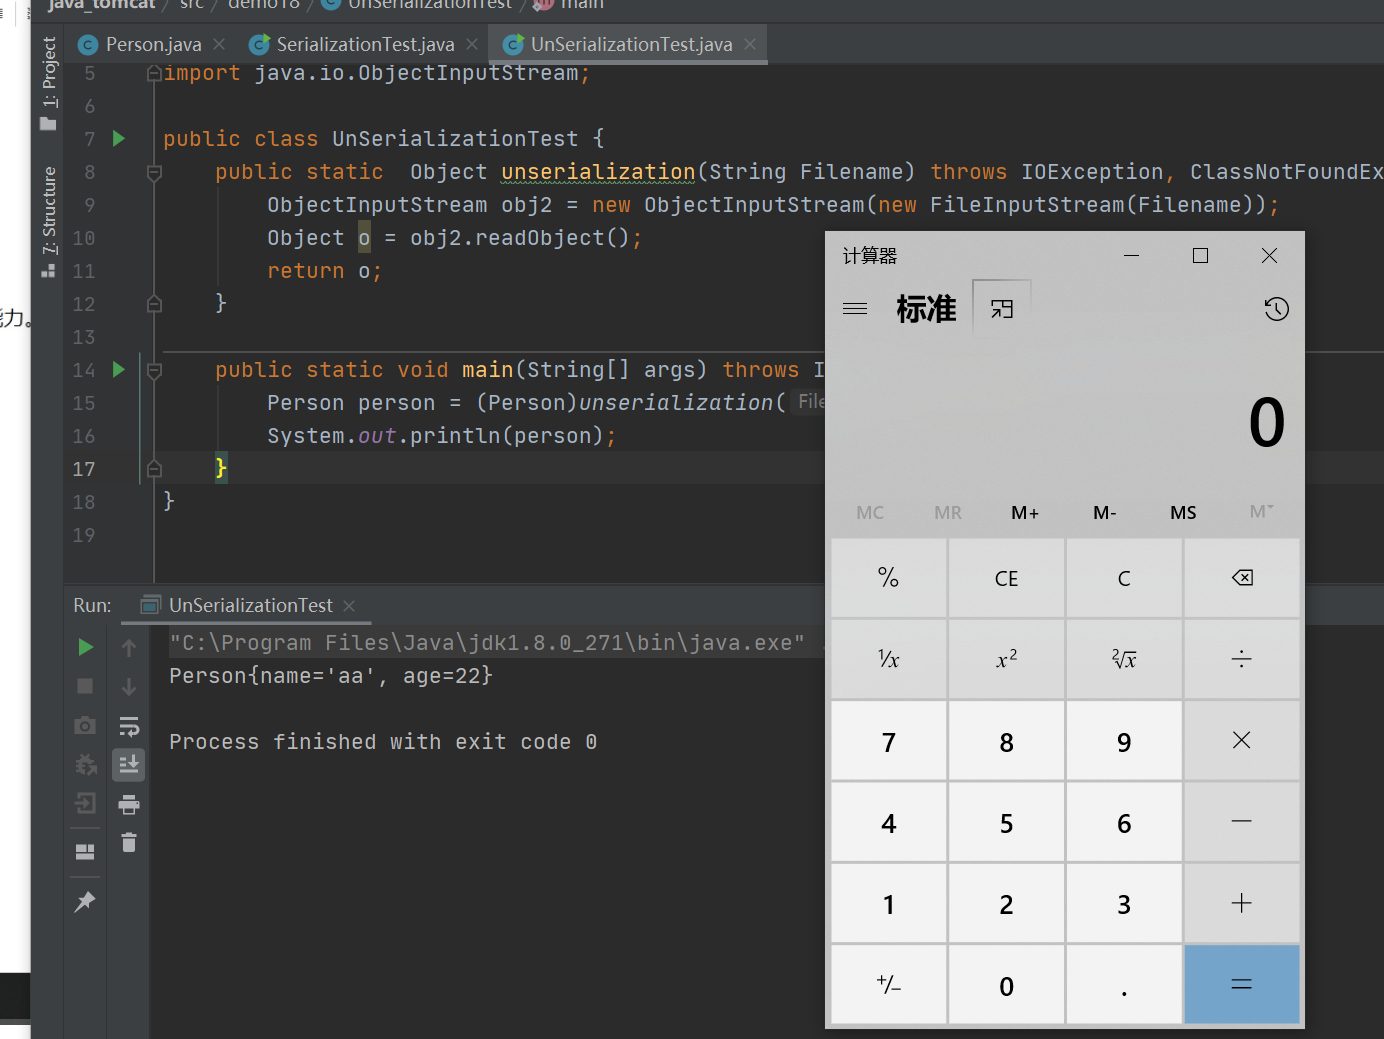 java_tomcat / src / demo18 / UnSerializationTest / main
Person.java × SerializationTest.java × UnSerializationTest.java ×
1: Project
7: Structure
能力。
5 import java.io.ObjectInputStream;
6
7 public class UnSerializationTest {
8 public static Object unserialization(String Filename) throws IOException, ClassNotFoundEx
9 ObjectInputStream obj2 = new ObjectInputStream(new FileInputStream(Filename));
10 Object o = obj2.readObject();
11 return o;
12 }
13
14 public static void main(String[] args) throws I
15 Person person = (Person)unserialization( File
16 System.out.println(person);
17 }
18 }
19
Run: UnSerializationTest ×
"C:\Program Files\Java\jdk1.8.0_271\bin\java.exe" .
Person{name='aa', age=22}
Process finished with exit code 0
计算器
标准
0
MC MR M+ M- MS M˅
% CE C
1/x x² ²√x ÷
7 8 9 ×
4 5 6 −
1 2 3 +
+/− 0 . =